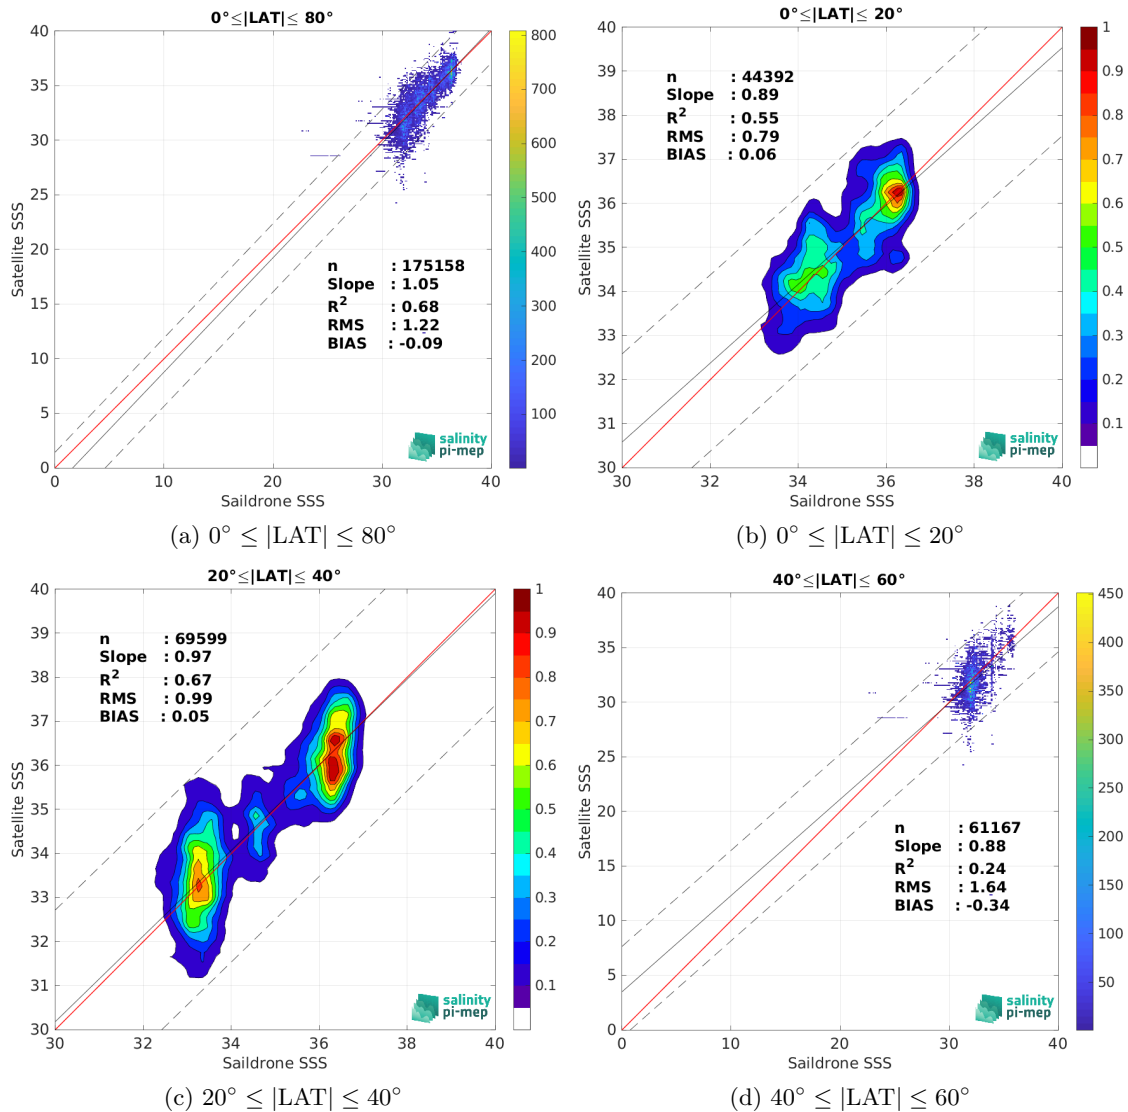 0°≤|LAT|≤ 80°
40
35
30
25
20
15
10
5
0
Satellite SSS
n : 175158
Slope : 1.05
R² : 0.68
RMS : 1.22
BIAS : -0.09
salinity
pi-mep
0 10 20 30 40
Saildrone SSS
800
700
600
500
400
300
200
100
(a) 0° ≤ |LAT| ≤ 80°
0°≤|LAT|≤ 20°
40
39
38
37
36
35
34
33
32
31
30
Satellite SSS
n : 44392
Slope : 0.89
R² : 0.55
RMS : 0.79
BIAS : 0.06
salinity
pi-mep
30 32 34 36 38 40
Saildrone SSS
1
0.9
0.8
0.7
0.6
0.5
0.4
0.3
0.2
0.1
(b) 0° ≤ |LAT| ≤ 20°
20°≤|LAT|≤ 40°
40
39
38
37
36
35
34
33
32
31
30
Satellite SSS
n : 69599
Slope : 0.97
R² : 0.67
RMS : 0.99
BIAS : 0.05
salinity
pi-mep
30 32 34 36 38 40
Saildrone SSS
1
0.9
0.8
0.7
0.6
0.5
0.4
0.3
0.2
0.1
(c) 20° ≤ |LAT| ≤ 40°
40°≤|LAT|≤ 60°
40
35
30
25
20
15
10
5
0
Satellite SSS
n : 61167
Slope : 0.88
R² : 0.24
RMS : 1.64
BIAS : -0.34
salinity
pi-mep
0 10 20 30 40
Saildrone SSS
450
400
350
300
250
200
150
100
50
(d) 40° ≤ |LAT| ≤ 60°